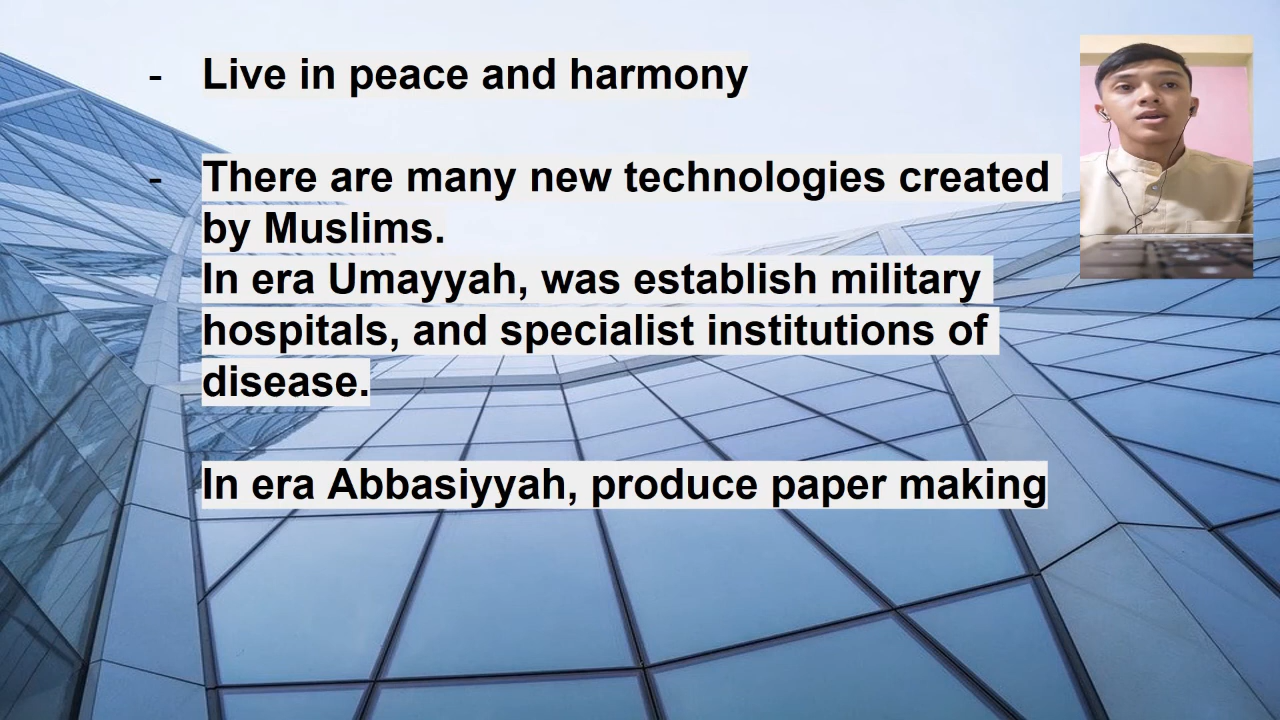 - Live in peace and harmony
- There are many new technologies created
by Muslims.
In era Umayyah, was establish military
hospitals, and specialist institutions of
disease.
In era Abbasiyyah, produce paper making